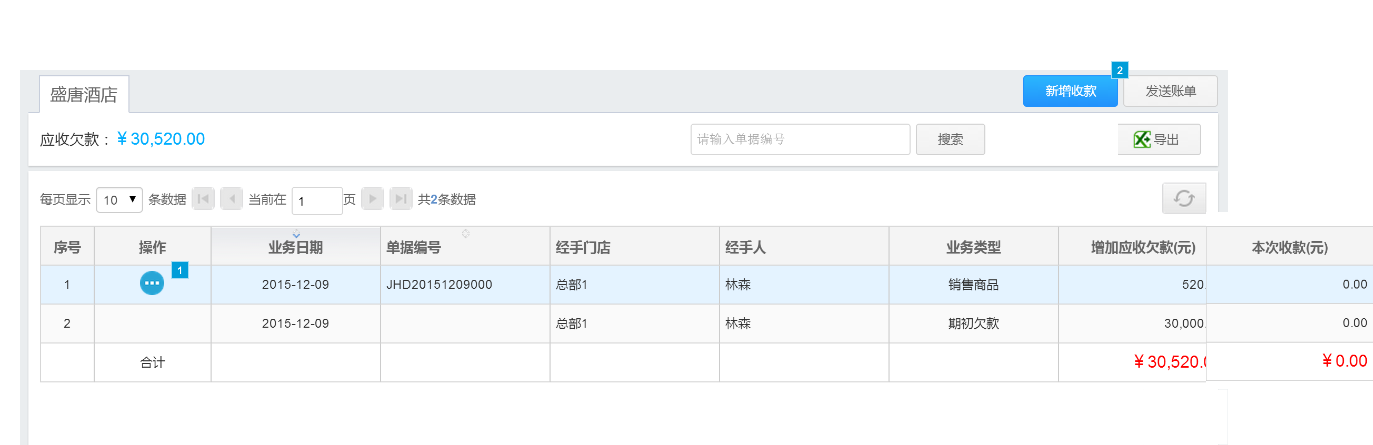 2
盛唐酒店 新增收款 发送账单
应收欠款：￥30,520.00 请输入单据编号 搜索 导出
每页显示 10 ▼ 条数据 当前在 1 页 共2条数据
序号 操作 业务日期 单据编号 经手门店 经手人 业务类型 增加应收欠款(元) 本次收款(元)
1
1 2015-12-09 JHD20151209000 总部1 林森 销售商品 520. 0.00
2 2015-12-09 总部1 林森 期初欠款 30,000. 0.00
合计 ￥30,520. ￥0.00